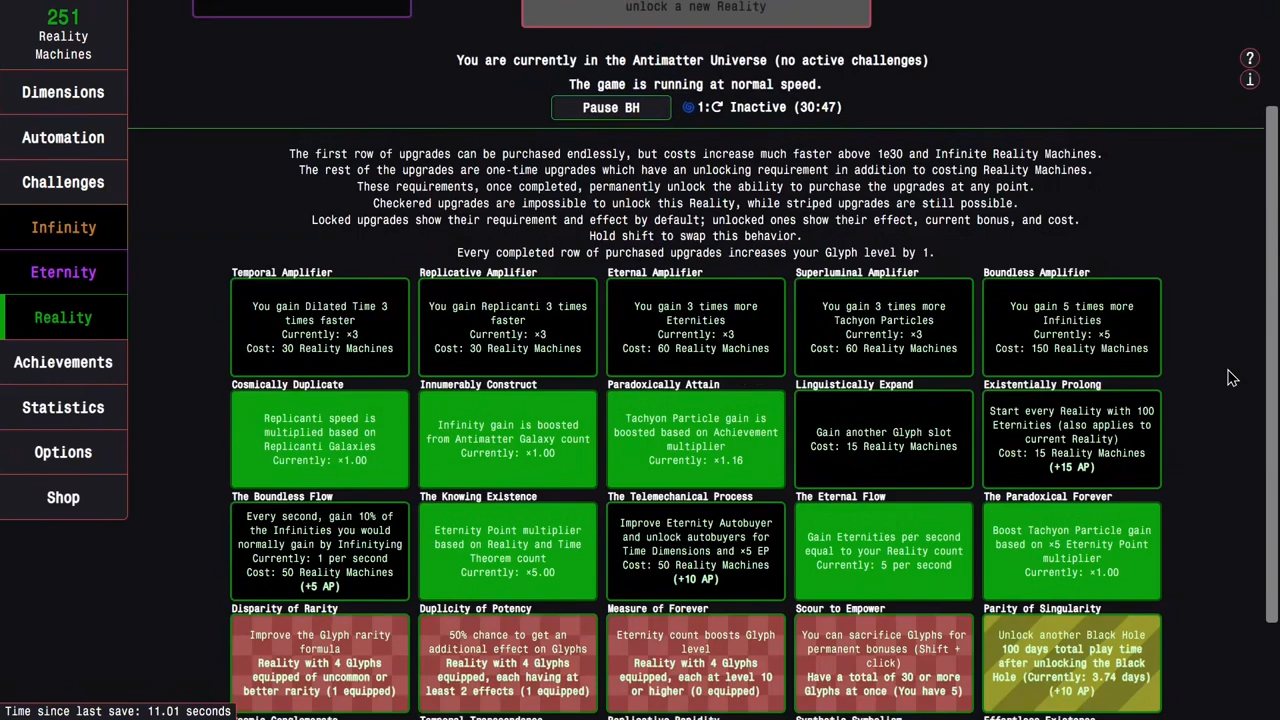 251
Reality
Machines
Dimensions
Automation
Challenges
Infinity
Eternity
Reality
Achievements
Statistics
Options
Shop
unlock a new Reality
You are currently in the Antimatter Universe (no active challenges)
The game is running at normal speed.
Pause BH
1:
Inactive (30:47)
?
i
The first row of upgrades can be purchased endlessly, but costs increase much faster above 1e30 and Infinite Reality Machines.
The rest of the upgrades are one-time upgrades which have an unlocking requirement in addition to costing Reality Machines.
These requirements, once completed, permanently unlock the ability to purchase the upgrades at any point.
Checkered upgrades are impossible to unlock this Reality, while striped upgrades are still possible.
Locked upgrades show their requirement and effect by default; unlocked ones show their effect, current bonus, and cost.
Hold shift to swap this behavior.
Every completed row of purchased upgrades increases your Glyph level by 1.
Temporal Amplifier
You gain Dilated Time 3
times faster
Currently: ×3
Cost: 30 Reality Machines
Replicative Amplifier
You gain Replicanti 3 times
faster
Currently: ×3
Cost: 30 Reality Machines
Eternal Amplifier
You gain 3 times more
Eternities
Currently: ×3
Cost: 60 Reality Machines
Superluminal Amplifier
You gain 3 times more
Tachyon Particles
Currently: ×3
Cost: 60 Reality Machines
Boundless Amplifier
You gain 5 times more
Infinities
Currently: ×5
Cost: 150 Reality Machines
Cosmically Duplicate
Replicanti speed is
multiplied based on
Replicanti Galaxies
Currently: ×1.00
Innumerably Construct
Infinity gain is boosted
from Antimatter Galaxy count
Currently: ×1.00
Paradoxically Attain
Tachyon Particle gain is
boosted based on Achievement
multiplier
Currently: ×1.16
Linguistically Expand
Gain another Glyph slot
Cost: 15 Reality Machines
Existentially Prolong
Start every Reality with 100
Eternities (also applies to
current Reality)
Cost: 15 Reality Machines
(+15 AP)
The Boundless Flow
Every second, gain 10% of
the Infinities you would
normally gain by Infinitying
Currently: 1 per second
Cost: 50 Reality Machines
(+5 AP)
The Knowing Existence
Eternity Point multiplier
based on Reality and Time
Theorem count
Currently: ×5.00
The Telemechanical Process
Improve Eternity Autobuyer
and unlock autobuyers for
Time Dimensions and ×5 EP
Cost: 50 Reality Machines
(+10 AP)
The Eternal Flow
Gain Eternities per second
equal to your Reality count
Currently: 5 per second
The Paradoxical Forever
Boost Tachyon Particle gain
based on ×5 Eternity Point
multiplier
Currently: ×1.00
Disparity of Rarity
Improve the Glyph rarity
formula
Reality with 4 Glyphs
equipped of uncommon or
better rarity (1 equipped)
Duplicity of Potency
50% chance to get an
additional effect on Glyphs
Reality with 4 Glyphs
equipped, each having at
least 2 effects (1 equipped)
Measure of Forever
Eternity count boosts Glyph
level
Reality with 4 Glyphs
equipped, each at level 10
or higher (0 equipped)
Scour to Empower
You can sacrifice Glyphs for
permanent bonuses (Shift +
click)
Have a total of 30 or more
Glyphs at once (You have 5)
Parity of Singularity
Unlock another Black Hole
100 days total play time
after unlocking the Black
Hole (Currently: 3.74 days)
(+10 AP)
Time since last save: 11.01 seconds